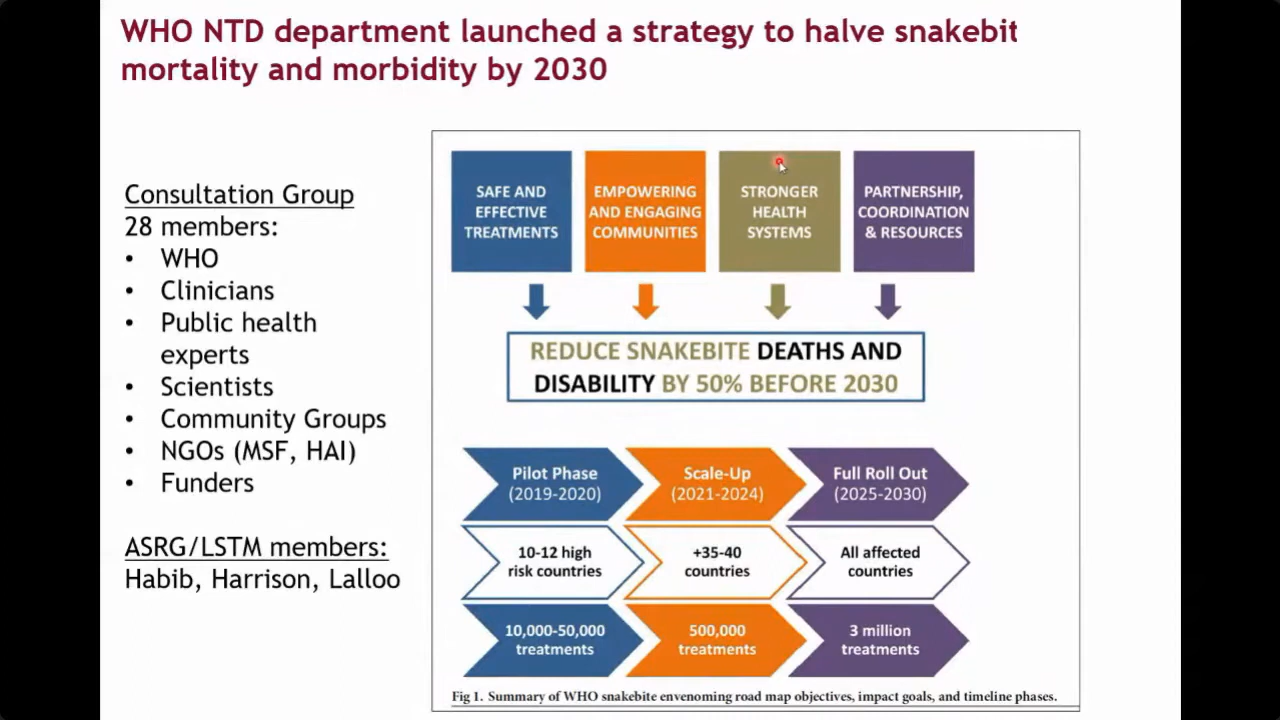 WHO NTD department launched a strategy to halve snakebit
mortality and morbidity by 2030
Consultation Group
28 members:
• WHO
• Clinicians
• Public health
experts
• Scientists
• Community Groups
• NGOs (MSF, HAI)
• Funders
ASRG/LSTM members:
Habib, Harrison, Lalloo
SAFE AND
EFFECTIVE
TREATMENTS
EMPOWERING
AND ENGAGING
COMMUNITIES
STRONGER
HEALTH
SYSTEMS
PARTNERSHIP,
COORDINATION
& RESOURCES
REDUCE SNAKEBITE DEATHS AND
DISABILITY BY 50% BEFORE 2030
Pilot Phase
(2019-2020)
Scale-Up
(2021-2024)
Full Roll Out
(2025-2030)
10-12 high
risk countries
+35-40
countries
All affected
countries
10,000-50,000
treatments
500,000
treatments
3 million
treatments
Fig 1. Summary of WHO snakebite envenoming road map objectives, impact goals, and timeline phases.